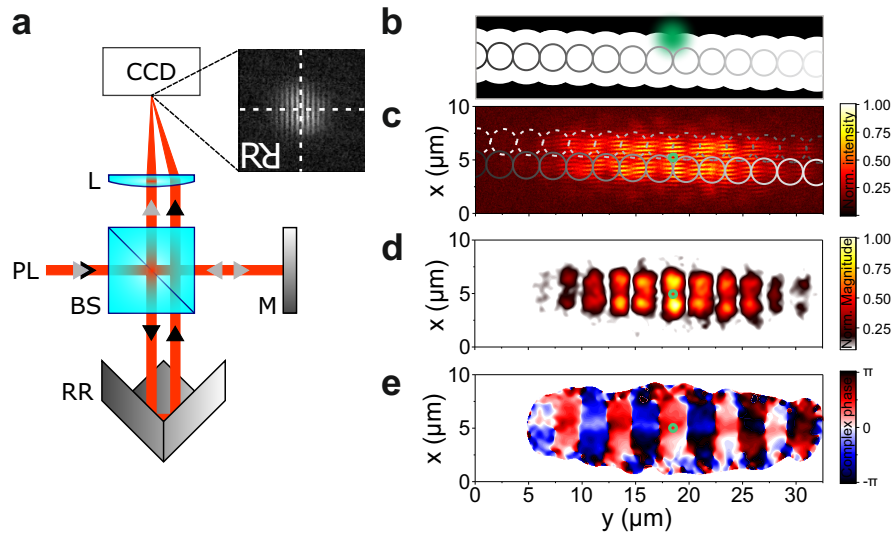 a
CCD
RR
L
PL
BS
M
RR
b
c
10
5
0
x (μm)
1.00
0.75
0.50
0.25
Norm. intensity
d
10
5
0
x (μm)
1.00
0.75
0.50
0.25
Norm. Magnitude
e
10
5
0
x (μm)
π
0
-π
Complex phase
0 5 10 15 20 25 30
y (μm)